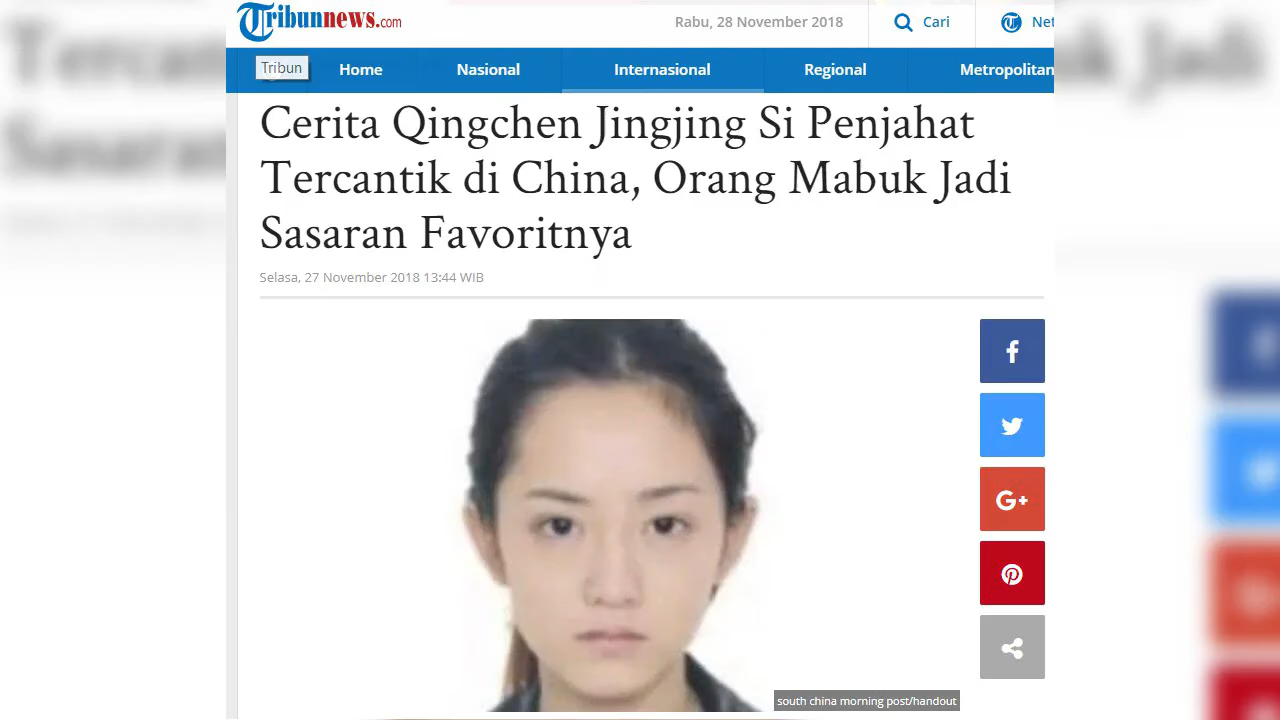 Tribunnews.com
Rabu, 28 November 2018
Cari
Net
Tribun
Home
Nasional
Internasional
Regional
Metropolitan
Cerita Qingchen Jingjing Si Penjahat
Tercantik di China, Orang Mabuk Jadi
Sasaran Favoritnya
Selasa, 27 November 2018 13:44 WIB
f
G+
south china morning post/handout